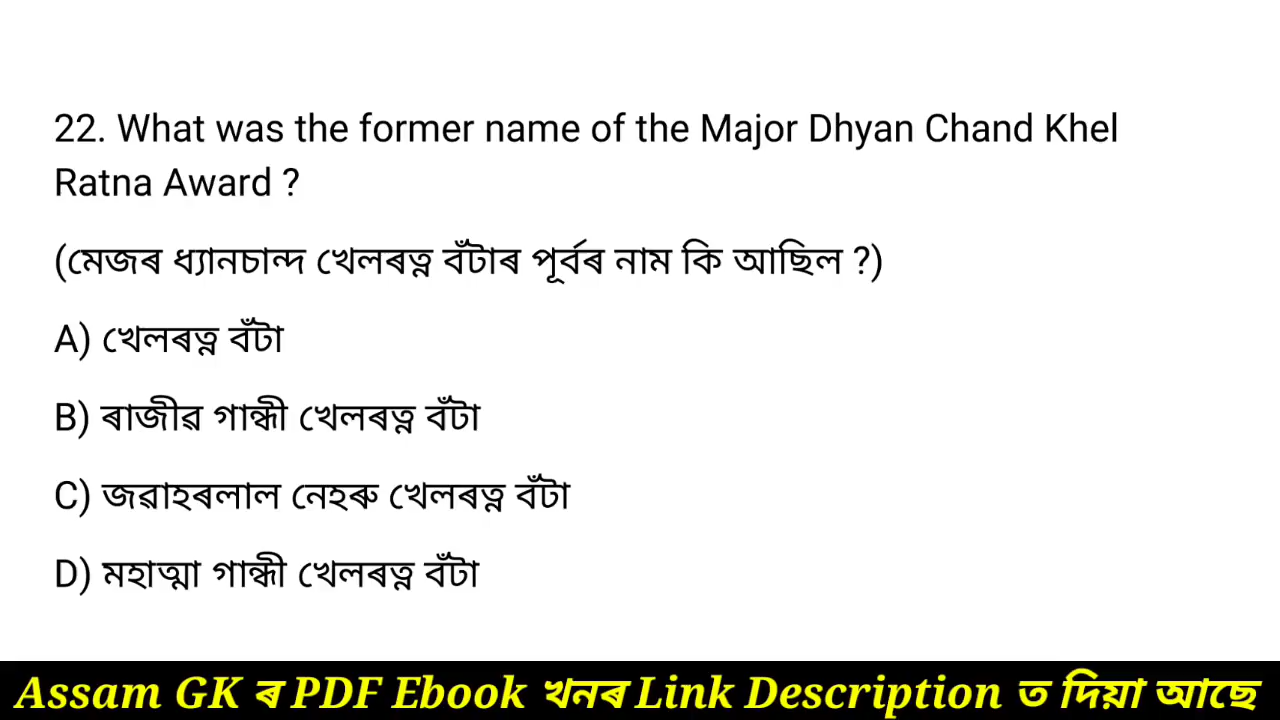 22. What was the former name of the Major Dhyan Chand Khel
Ratna Award ?
(মেজৰ ধ্যানচান্দ খেলৰত্ন বঁটাৰ পূৰ্বৰ নাম কি আছিল ?)
A) খেলৰত্ন বঁটা
B) ৰাজীৱ গান্ধী খেলৰত্ন বঁটা
C) জৱাহৰলাল নেহৰু খেলৰত্ন বঁটা
D) মহাত্মা গান্ধী খেলৰত্ন বঁটা
Assam GK ৰ PDF Ebook খনৰ Link Description ত দিয়া আছে